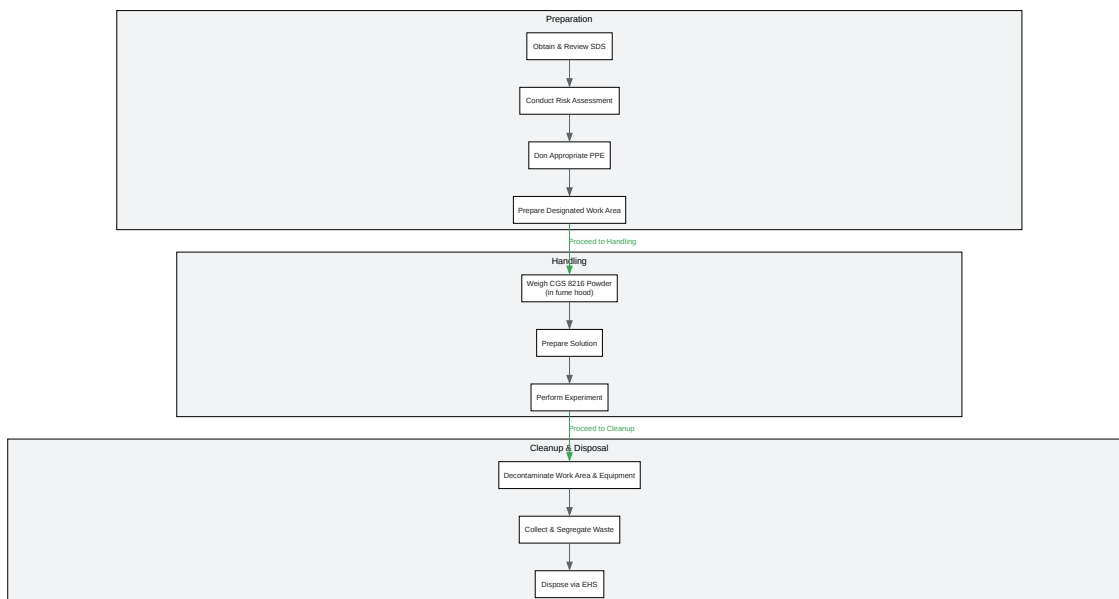 Preparation
Obtain & Review SDS
Conduct Risk Assessment
Don Appropriate PPE
Prepare Designated Work Area
Proceed to Handling
Handling
Weigh CGS 8216 Powder
(in fume hood)
Prepare Solution
Perform Experiment
Proceed to Cleanup
Cleanup & Disposal
Decontaminate Work Area & Equipment
Collect & Segregate Waste
Dispose via EHS